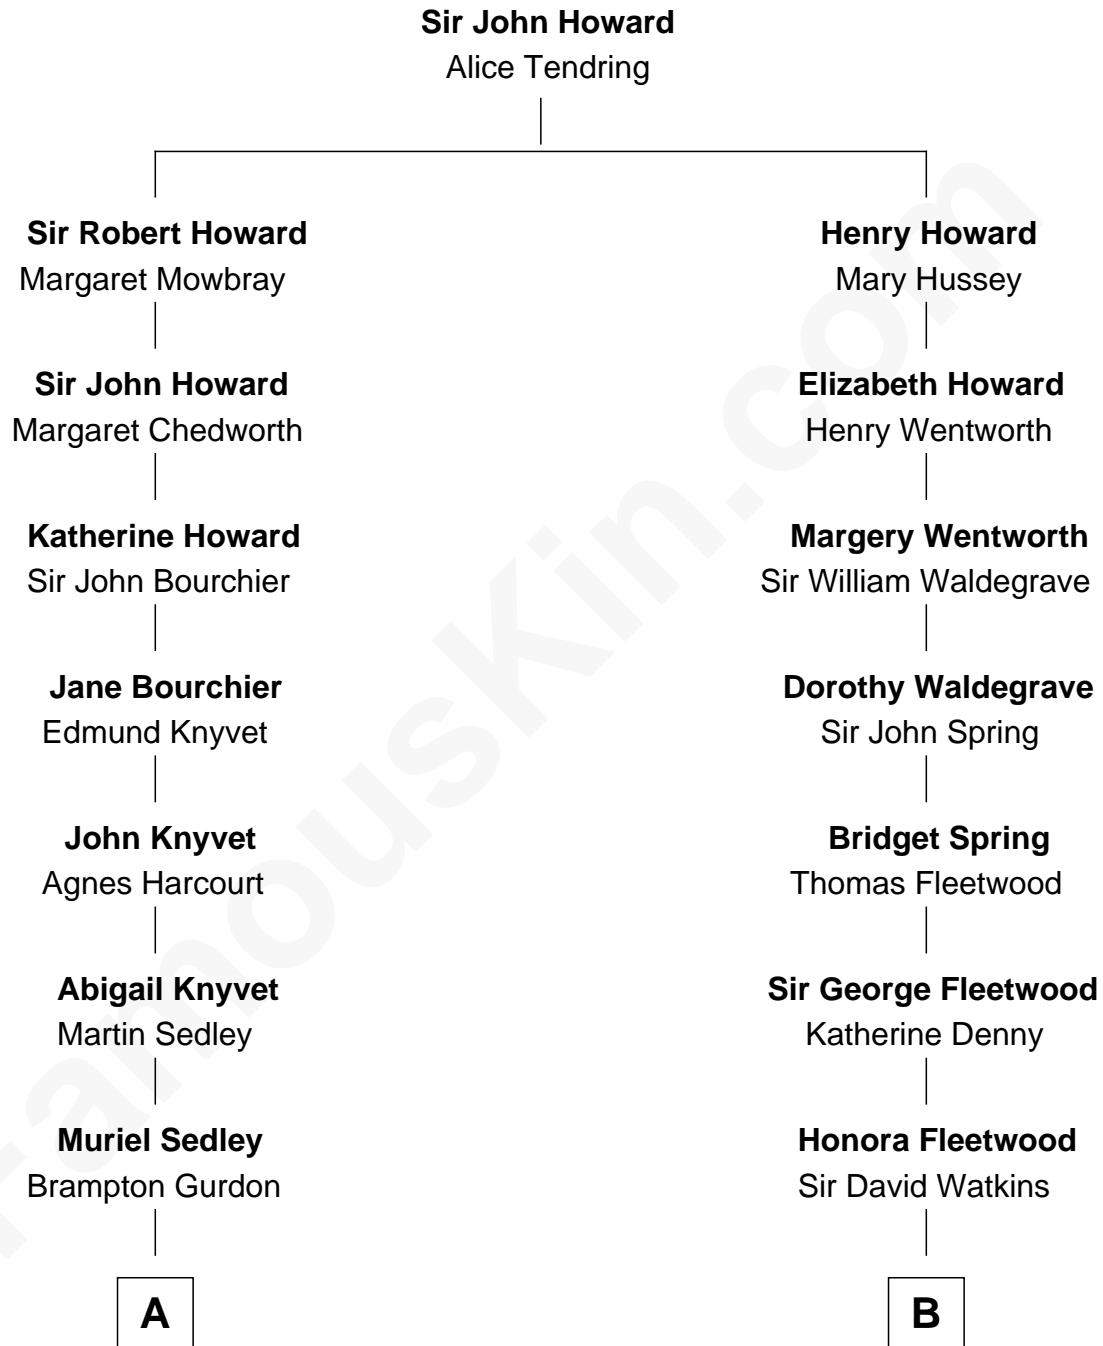 Sir John Howard
Alice Tendring
Sir Robert Howard
Margaret Mowbray
Henry Howard
Mary Hussey
Sir John Howard
Margaret Chedworth
Elizabeth Howard
Henry Wentworth
Katherine Howard
Sir John Bourchier
Margery Wentworth
Sir William Waldegrave
Jane Bourchier
Edmund Knyvet
Dorothy Waldegrave
Sir John Spring
John Knyvet
Agnes Harcourt
Bridget Spring
Thomas Fleetwood
Abigail Knyvet
Martin Sedley
Sir George Fleetwood
Katherine Denny
Muriel Sedley
Brampton Gurdon
Honora Fleetwood
Sir David Watkins
A
B
FamousKin.com